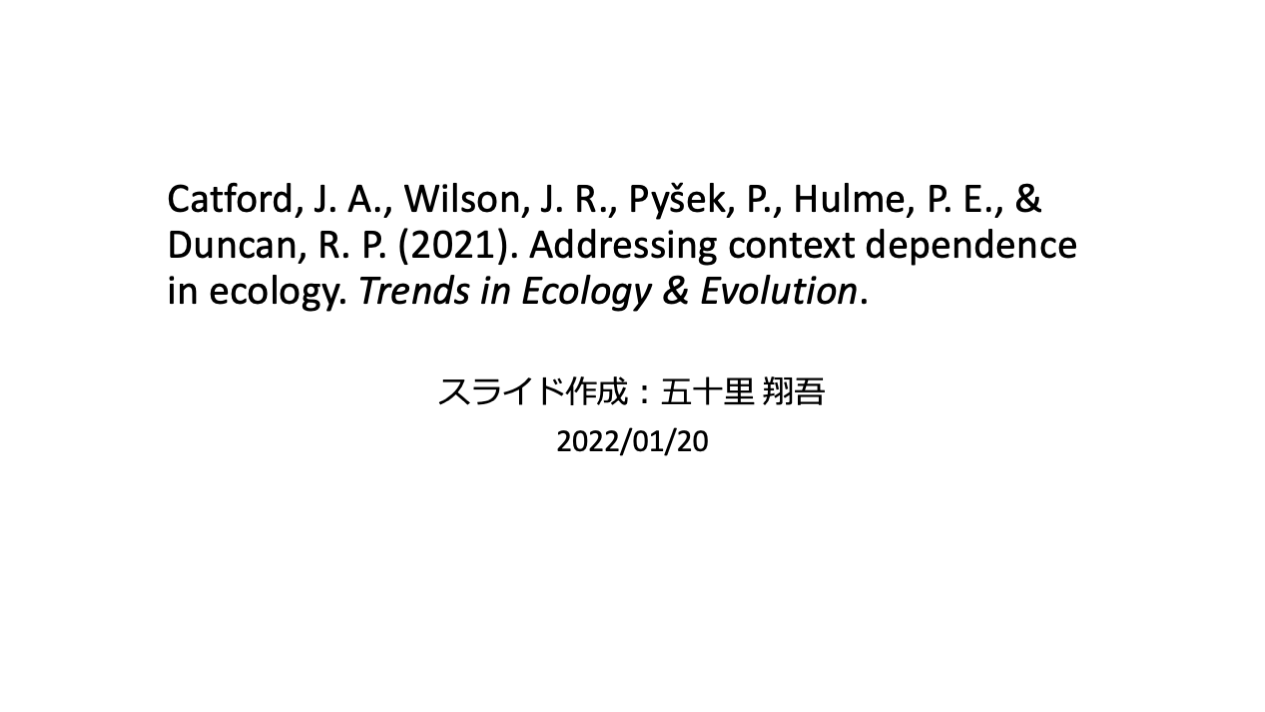 Catford, J. A., Wilson, J. R., Pyšek, P., Hulme, P. E., &
Duncan, R. P. (2021). Addressing context dependence
in ecology. Trends in Ecology & Evolution.
スライド作成：五十里 翔吾
2022/01/20